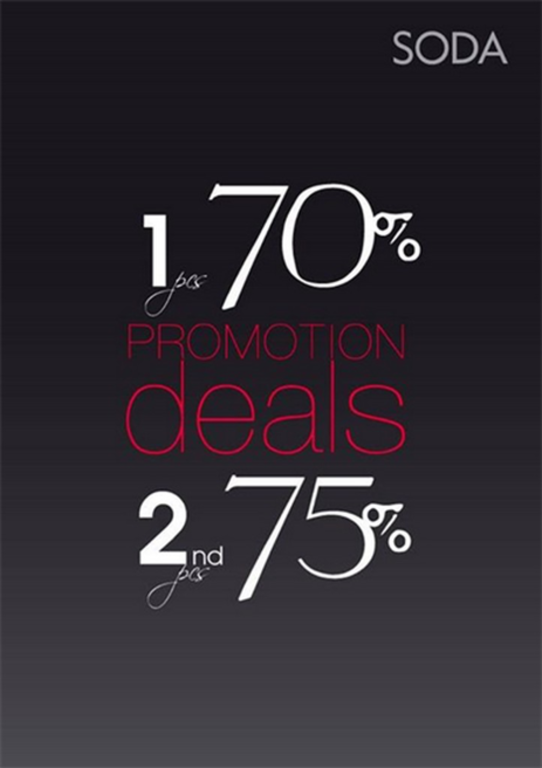 SODA
1 pcs 70%
PROMOTION
deals
2nd pcs 75%